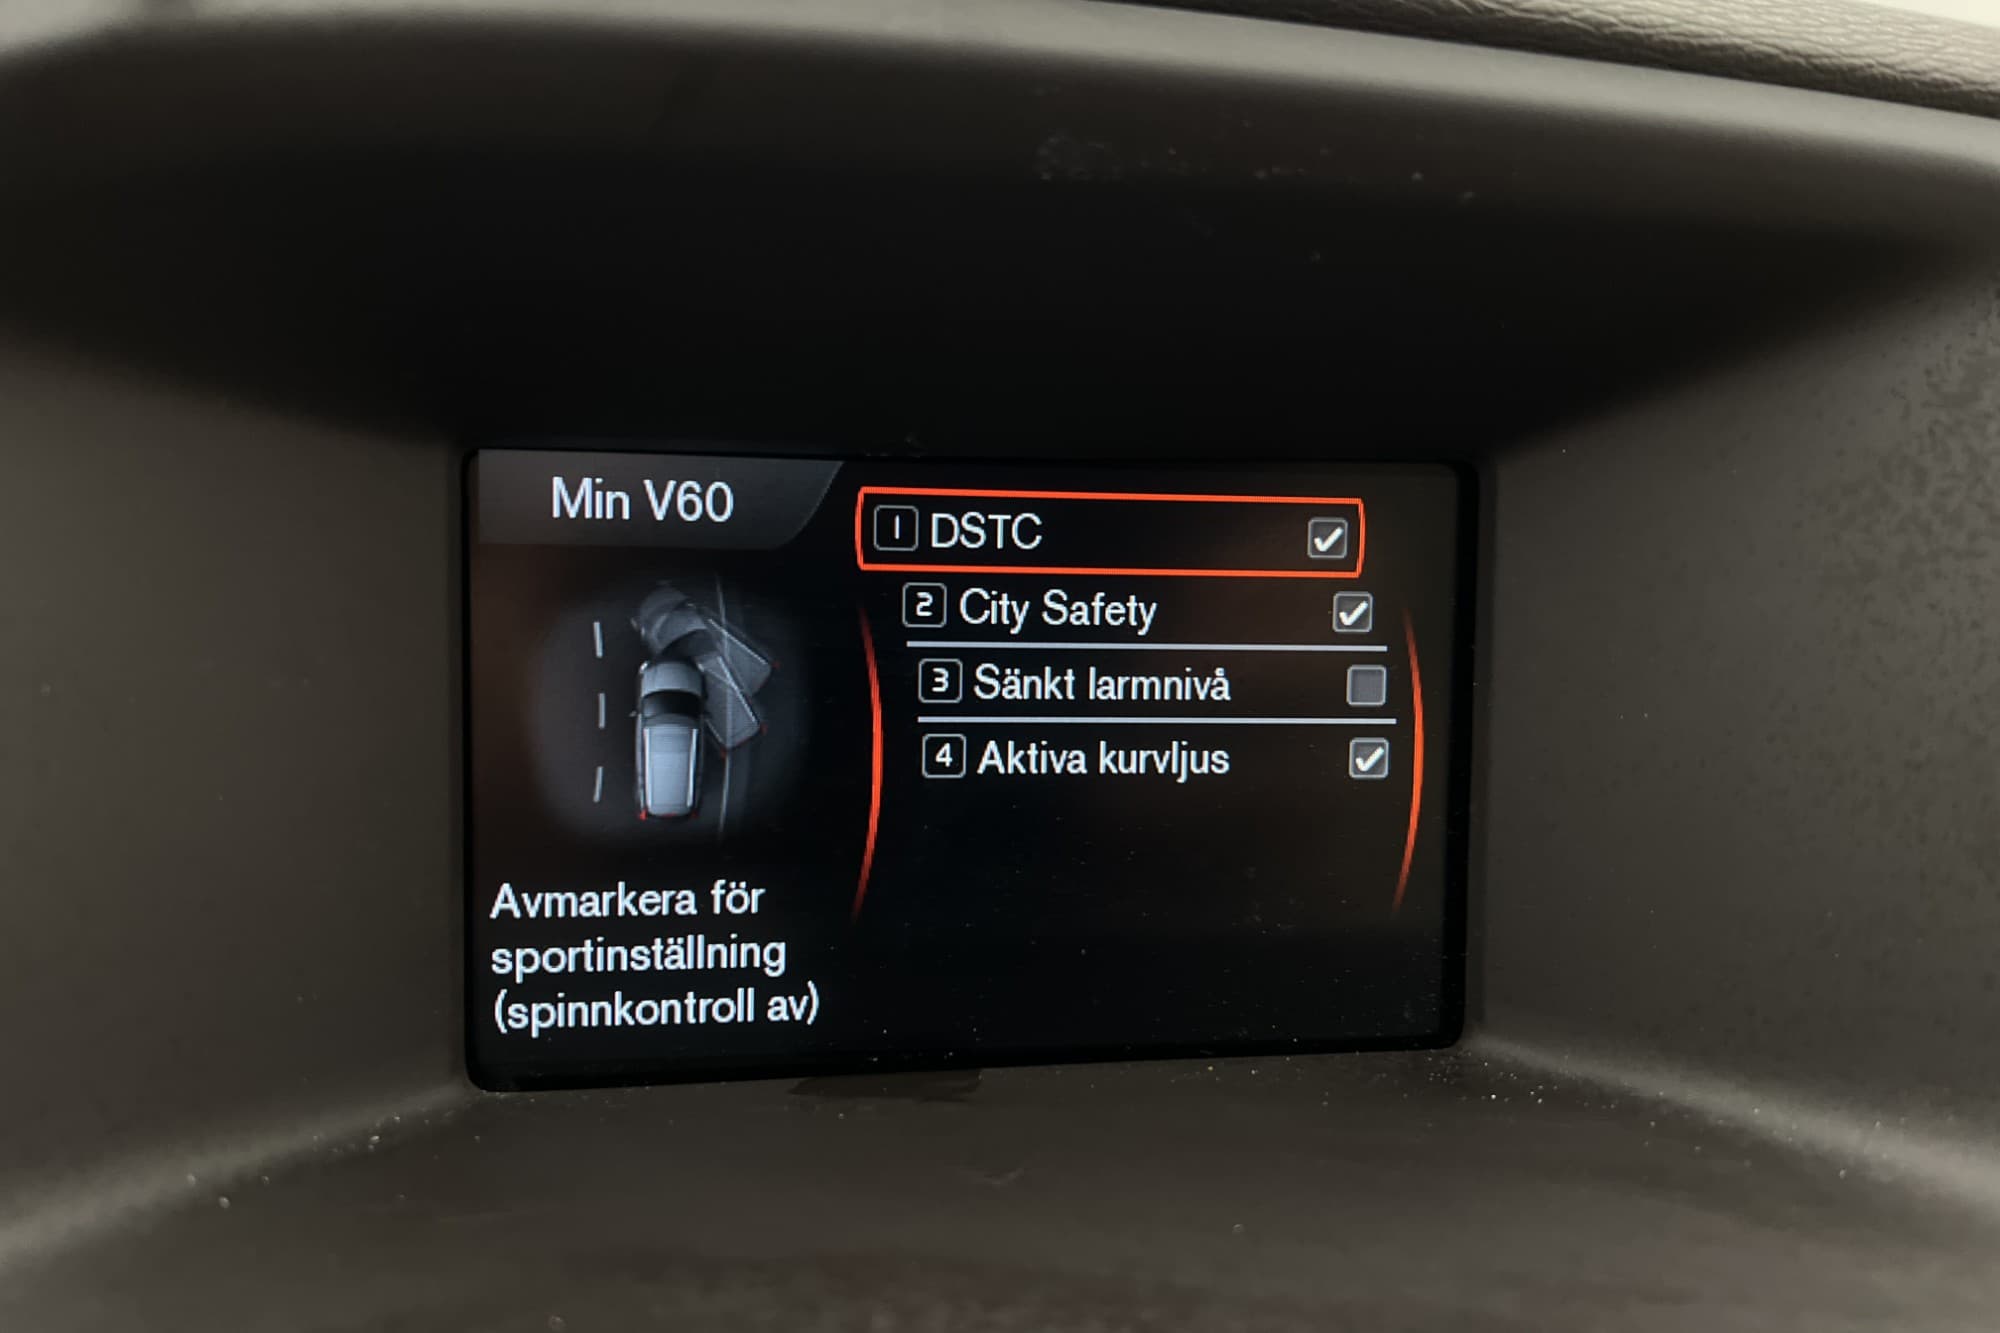 Min V60
1 DSTC
2 City Safety
3 Sänkt larmnivå
4 Aktiva kurvljus
Avmarkera för
sportinställning
(spinnkontroll av)